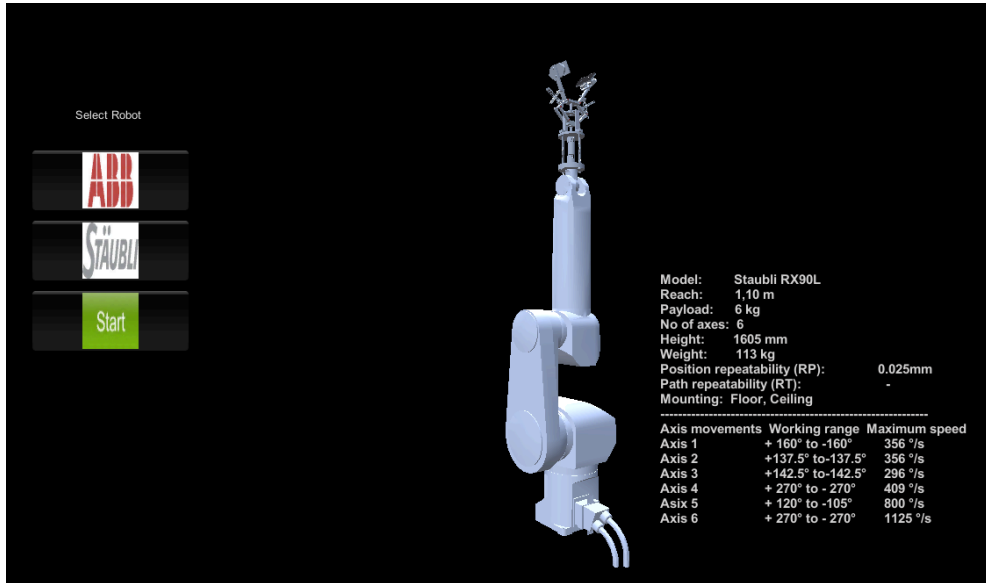 Select Robot
ABB
STÄUBLI
Start
Model: Staubli RX90L
Reach: 1,10 m
Payload: 6 kg
No of axes: 6
Height: 1605 mm
Weight: 113 kg
Position repeatability (RP): 0.025mm
Path repeatability (RT): -
Mounting: Floor, Ceiling
--------------------------------------------------------------
Axis movements Working range Maximum speed
Axis 1 + 160° to -160° 356 °/s
Axis 2 +137.5° to-137.5° 356 °/s
Axis 3 +142.5° to-142.5° 296 °/s
Axis 4 + 270° to - 270° 409 °/s
Asix 5 + 120° to -105° 800 °/s
Axis 6 + 270° to - 270° 1125 °/s